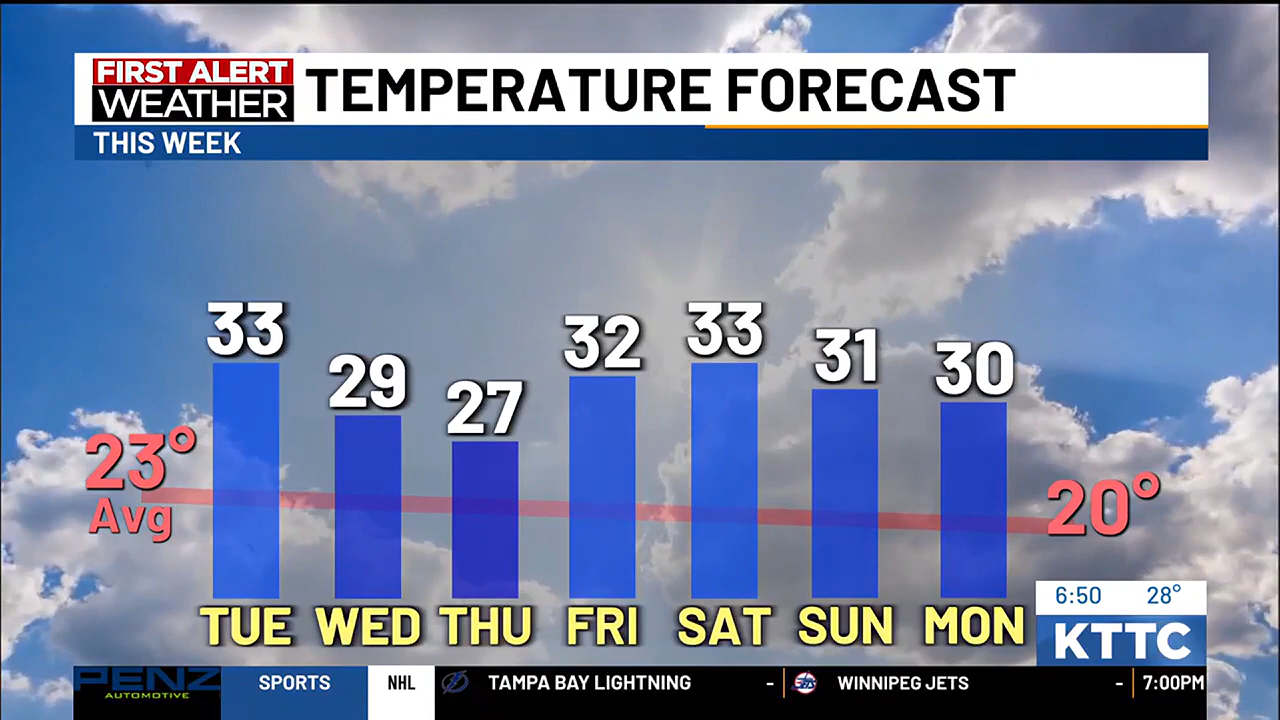 FIRST ALERT
WEATHER
TEMPERATURE FORECAST
THIS WEEK
33
29
27
32
33
31
30
23°
Avg
20°
TUE WED THU FRI SAT SUN MON
6:50 28°
KTTC
PENZ
AUTOMOTIVE
SPORTS
NHL
TAMPA BAY LIGHTNING - WINNIPEG JETS - 7:00PM